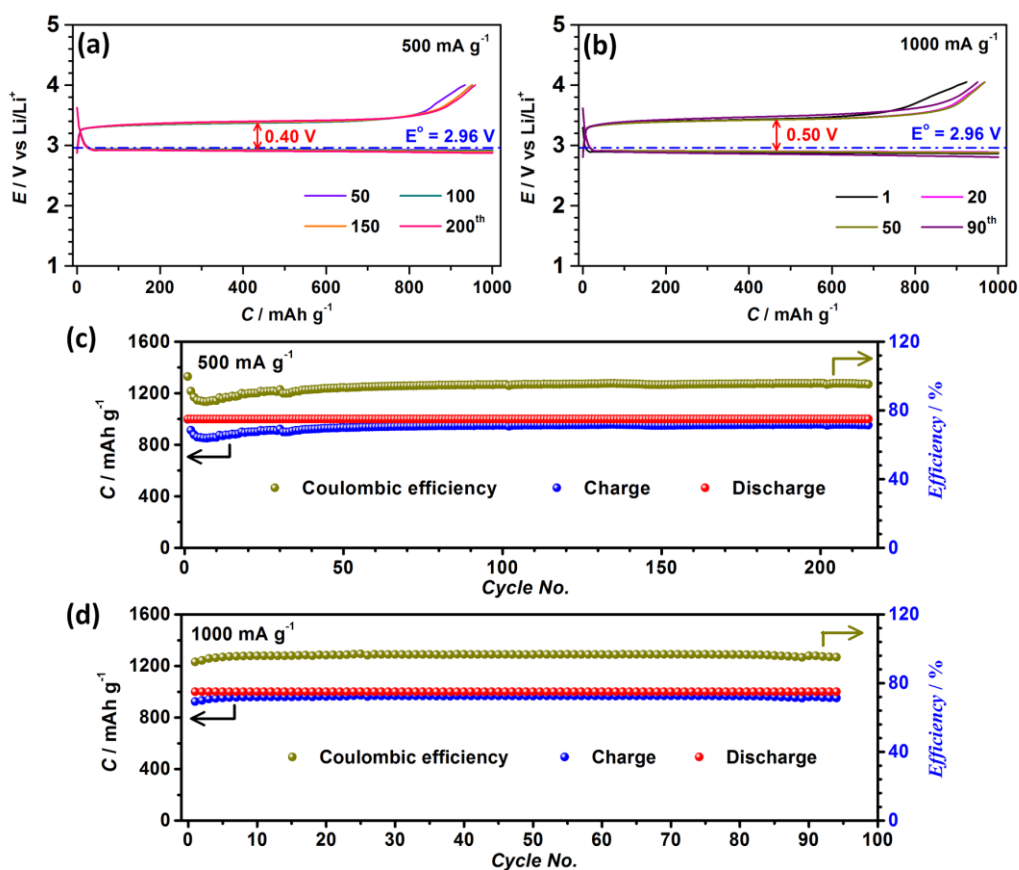 (a)
500 mA g⁻¹
E / V vs Li/Li⁺
5
4
3
2
1
0.40 V
E° = 2.96 V
50
100
150
200ᵗʰ
0 200 400 600 800 1000
C / mAh g⁻¹
(b)
1000 mA g⁻¹
5
4
3
2
1
0.50 V
E° = 2.96 V
1
20
50
90ᵗʰ
0 200 400 600 800 1000
C / mAh g⁻¹
(c)
500 mA g⁻¹
C / mAh g⁻¹
1600
1200
800
400
0
Coulombic efficiency
Charge
Discharge
120
80
40
0
Efficiency / %
0 50 100 150 200
Cycle No.
(d)
1000 mA g⁻¹
C / mAh g⁻¹
1600
1200
800
400
0
Coulombic efficiency
Charge
Discharge
120
80
40
0
Efficiency / %
0 10 20 30 40 50 60 70 80 90 100
Cycle No.